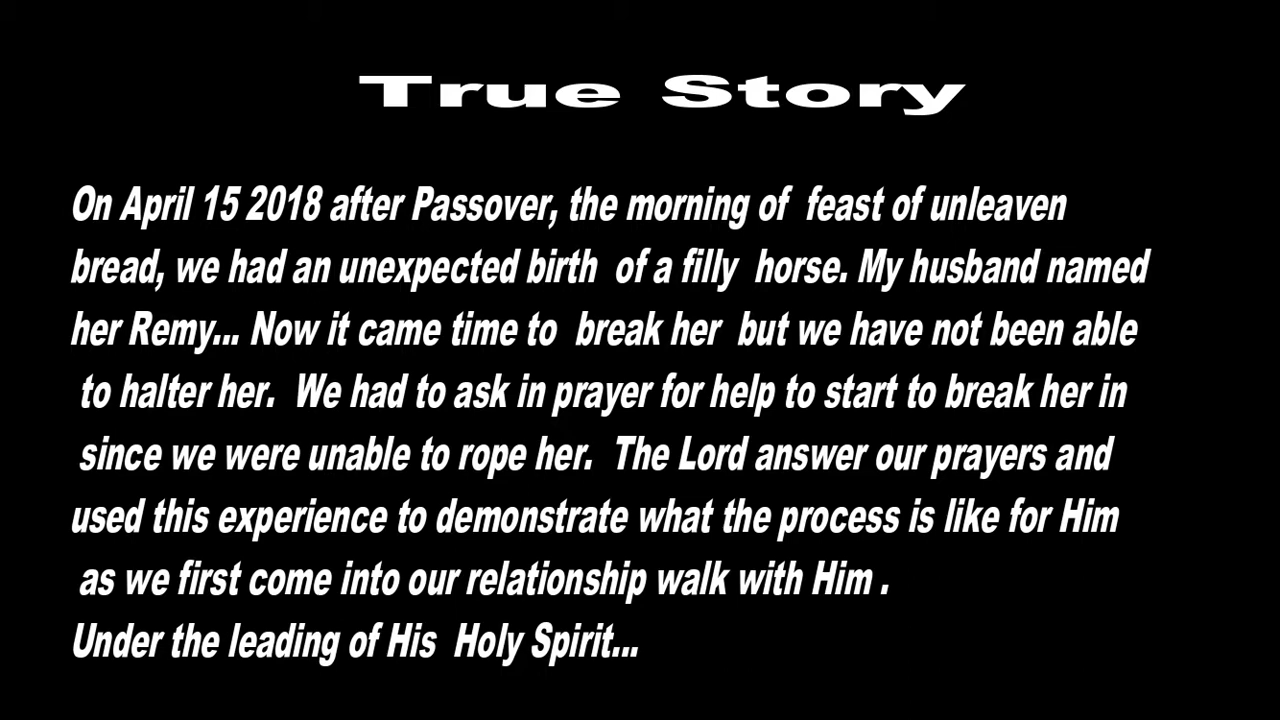 True Story
On April 15 2018 after Passover, the morning of feast of unleaven
bread, we had an unexpected birth of a filly horse. My husband named
her Remy... Now it came time to break her but we have not been able
to halter her. We had to ask in prayer for help to start to break her in
since we were unable to rope her. The Lord answer our prayers and
used this experience to demonstrate what the process is like for Him
as we first come into our relationship walk with Him .
Under the leading of His Holy Spirit...